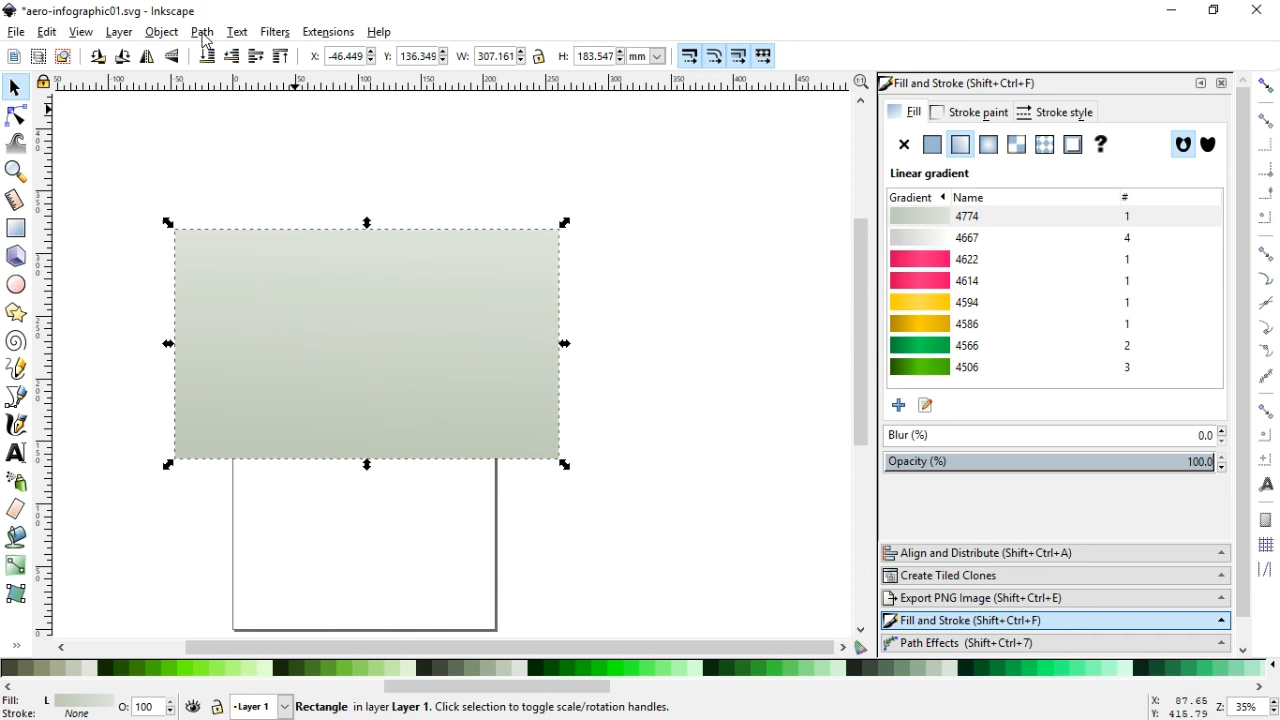 *aero-infographic01.svg - Inkscape
File Edit View Layer Object Path Text Filters Extensions Help
X: -46.449 Y: 136.349 W: 307.161 H: 183.547 mm
Fill and Stroke (Shift+Ctrl+F)
Fill Stroke paint Stroke style
Linear gradient
Gradient Name #
4774 1
4667 4
4622 1
4614 1
4594 1
4586 1
4566 2
4506 3
Blur (%) 0.0
Opacity (%) 100.0
Align and Distribute (Shift+Ctrl+A)
Create Tiled Clones
Export PNG Image (Shift+Ctrl+E)
Fill and Stroke (Shift+Ctrl+F)
Path Effects (Shift+Ctrl+7)
Fill: L O: 100 Layer 1 Rectangle in layer Layer 1. Click selection to toggle scale/rotation handles. X: 87.65 Z: 35%
Stroke: None Y: 415.79